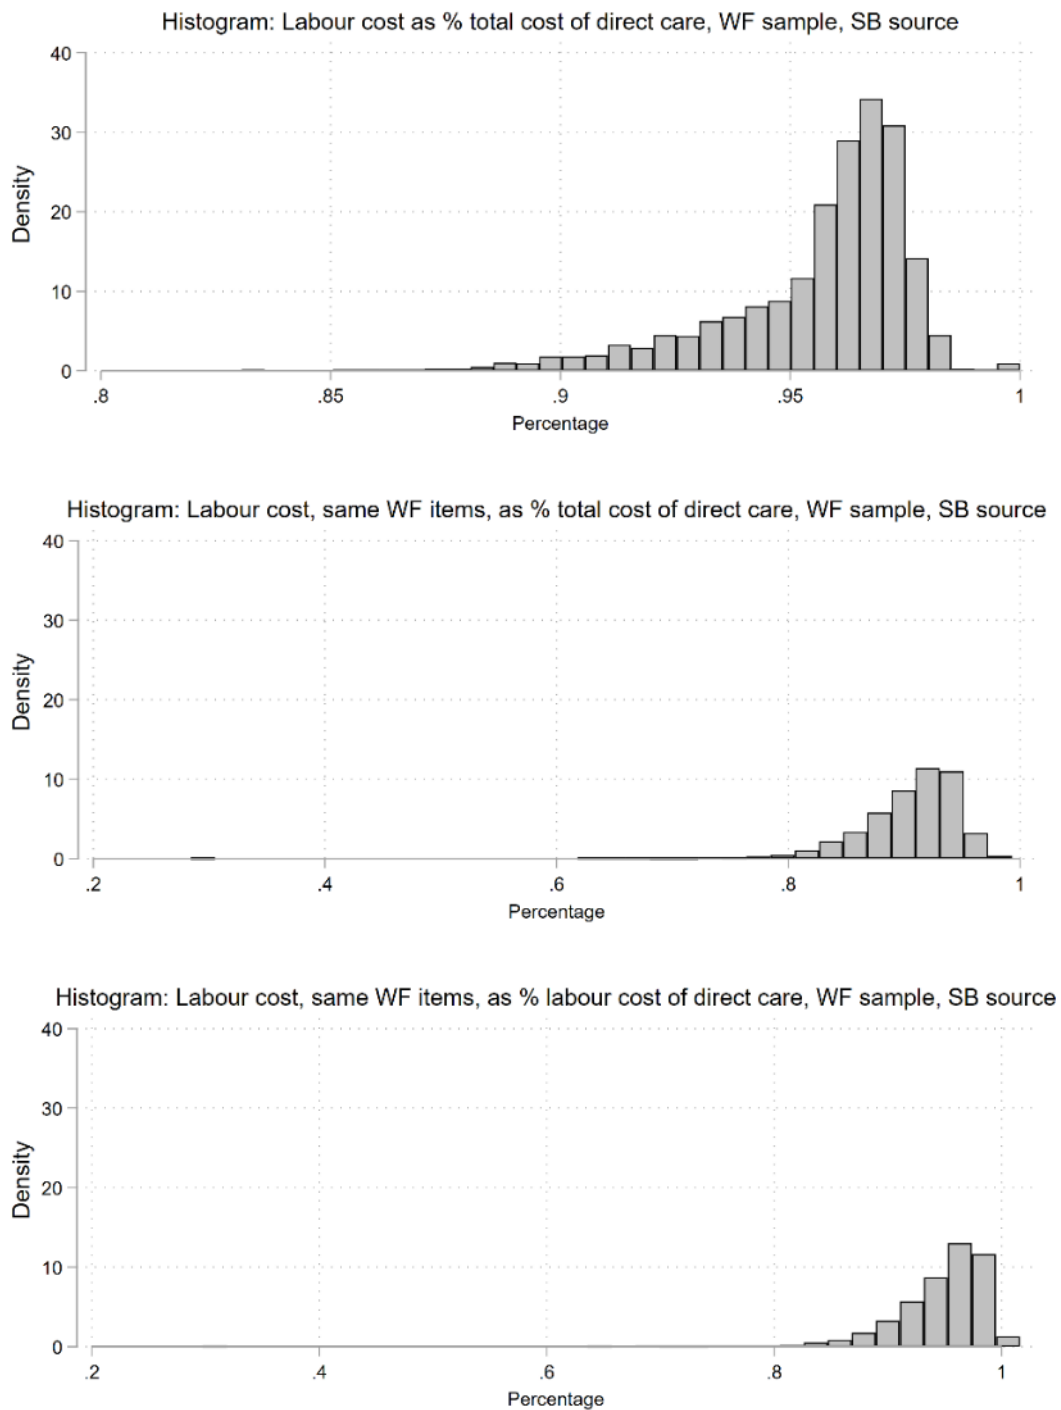 Histogram: Labour cost as % total cost of direct care, WF sample, SB source
40
30
20
10
0
Density
.8 .85 .9 .95 1
Percentage
Histogram: Labour cost, same WF items, as % total cost of direct care, WF sample, SB source
40
30
20
10
0
Density
.2 .4 .6 .8 1
Percentage
Histogram: Labour cost, same WF items, as % labour cost of direct care, WF sample, SB source
40
30
20
10
0
Density
.2 .4 .6 .8 1
Percentage